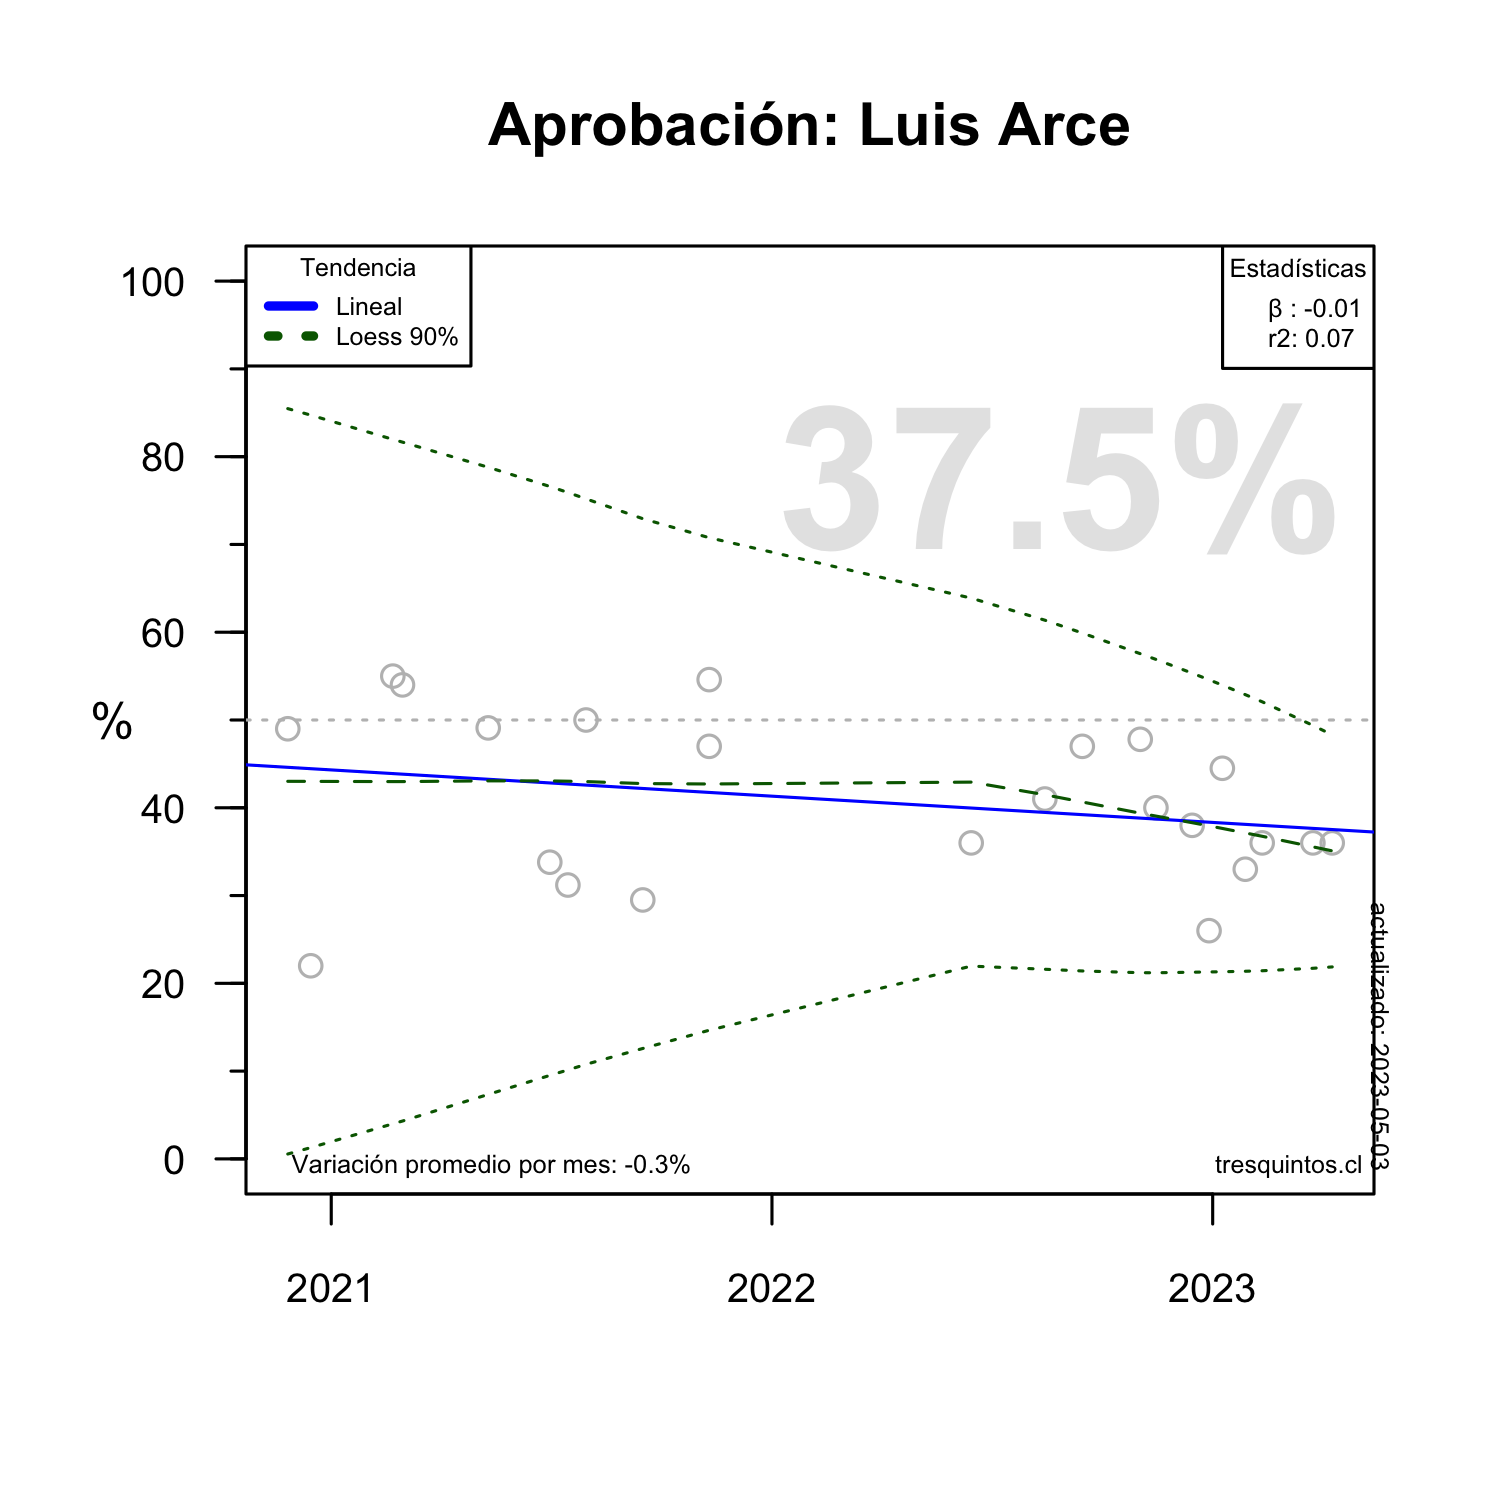 Aprobación: Luis Arce
Tendencia
Lineal
Loess 90%
Estadísticas
β : -0.01
r2: 0.07
37.5%
100
80
60
40
20
0
%
actualizado: 2023-05-03
Variación promedio por mes: -0.3%
tresquintos.cl
2021
2022
2023